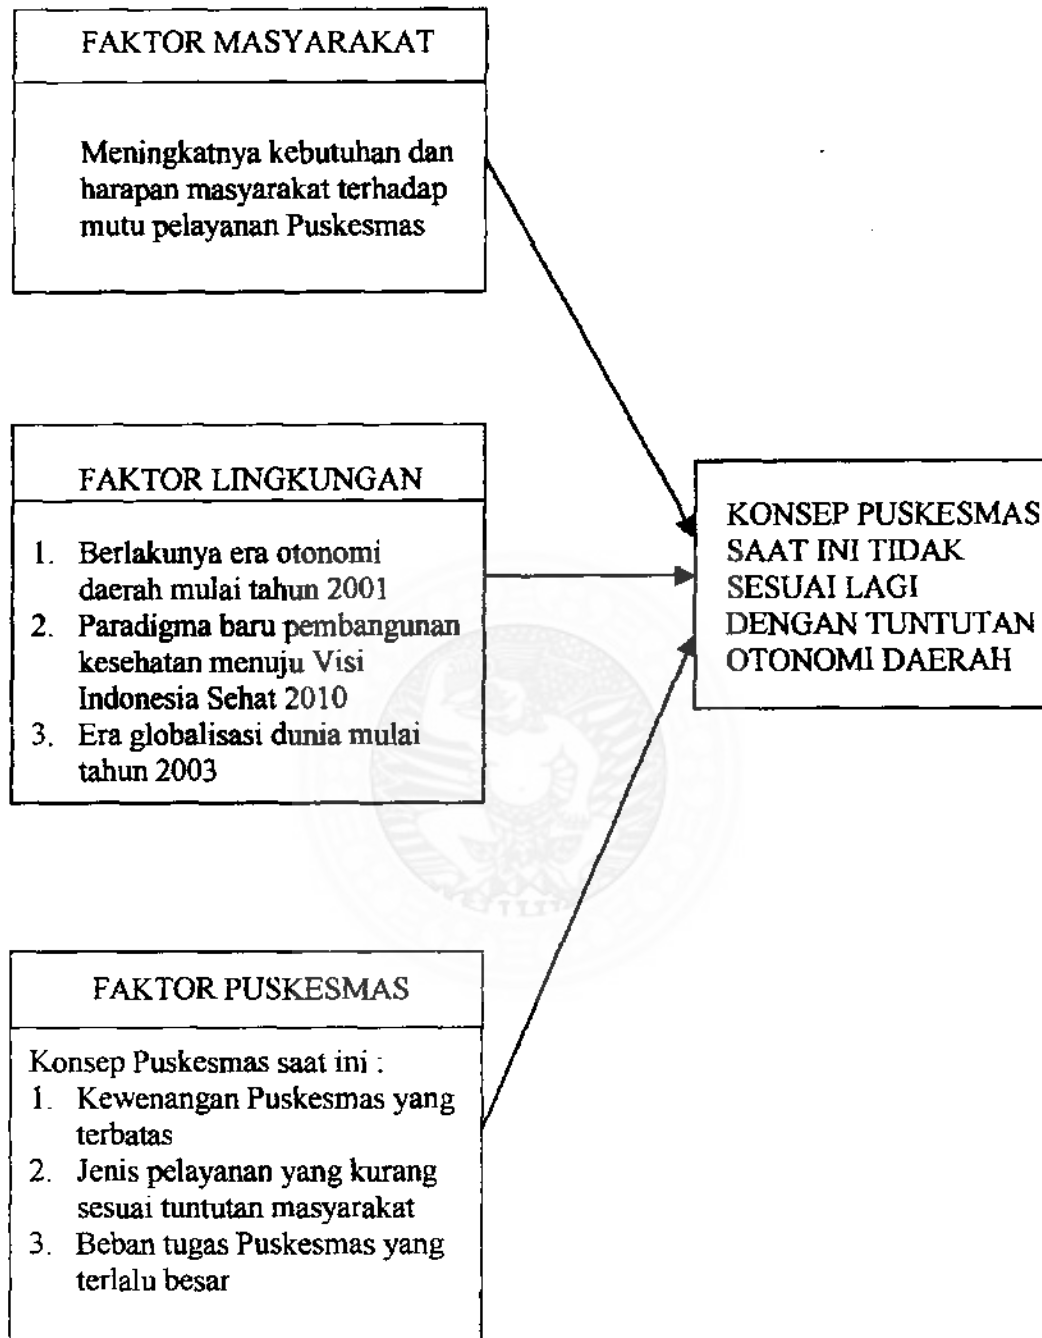 FAKTOR MASYARAKAT
Meningkatnya kebutuhan dan
harapan masyarakat terhadap
mutu pelayanan Puskesmas
FAKTOR LINGKUNGAN
1. Berlakunya era otonomi
daerah mulai tahun 2001
2. Paradigma baru pembangunan
kesehatan menuju Visi
Indonesia Sehat 2010
3. Era globalisasi dunia mulai
tahun 2003
KONSEP PUSKESMAS
SAAT INI TIDAK
SESUAI LAGI
DENGAN TUNTUTAN
OTONOMI DAERAH
FAKTOR PUSKESMAS
Konsep Puskesmas saat ini :
1. Kewenangan Puskesmas yang
terbatas
2. Jenis pelayanan yang kurang
sesuai tuntutan masyarakat
3. Beban tugas Puskesmas yang
terlalu besar